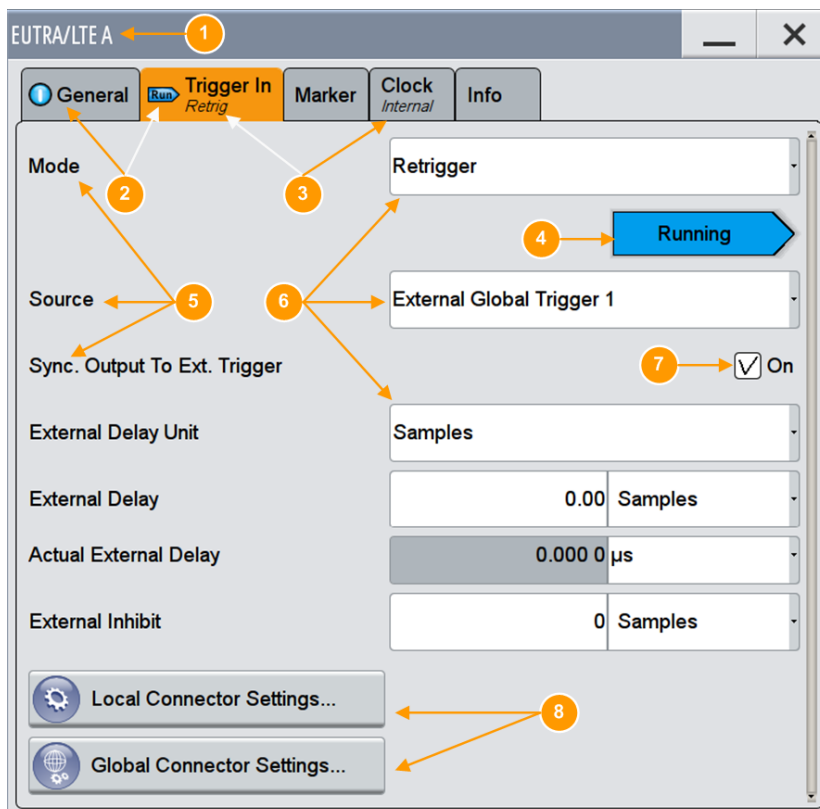 EUTRA/LTE A
1
General
Run
Trigger In
Retrig
Marker
Clock
Internal
Info
Mode
2
3
Retrigger
4
Running
Source
5
6
External Global Trigger 1
Sync. Output To Ext. Trigger
7
On
External Delay Unit
Samples
External Delay
0.00
Samples
Actual External Delay
0.000 0
µs
External Inhibit
0
Samples
Local Connector Settings...
8
Global Connector Settings...